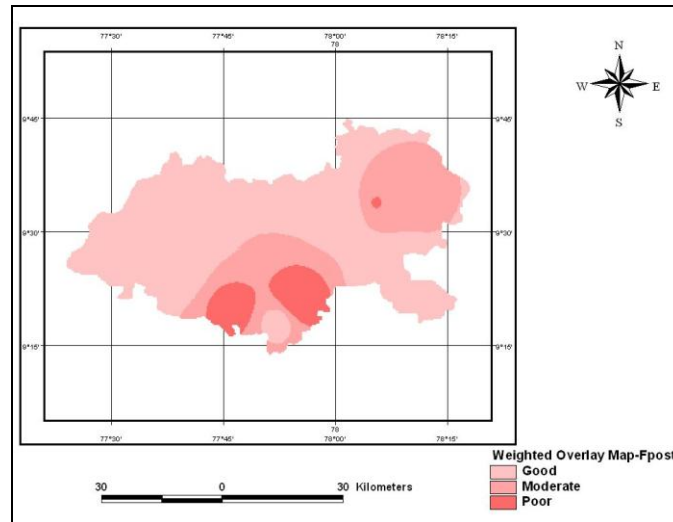 77°30' 77°45' 78°00' 78°15'
78
N
W E
S
9°45' 9°45'
9°30' 9°30'
9°15' 9°15'
78
77°30' 77°45' 78°00' 78°15'
Weighted Overlay Map-Fpost
Good
Moderate
Poor
30 0 30 Kilometers